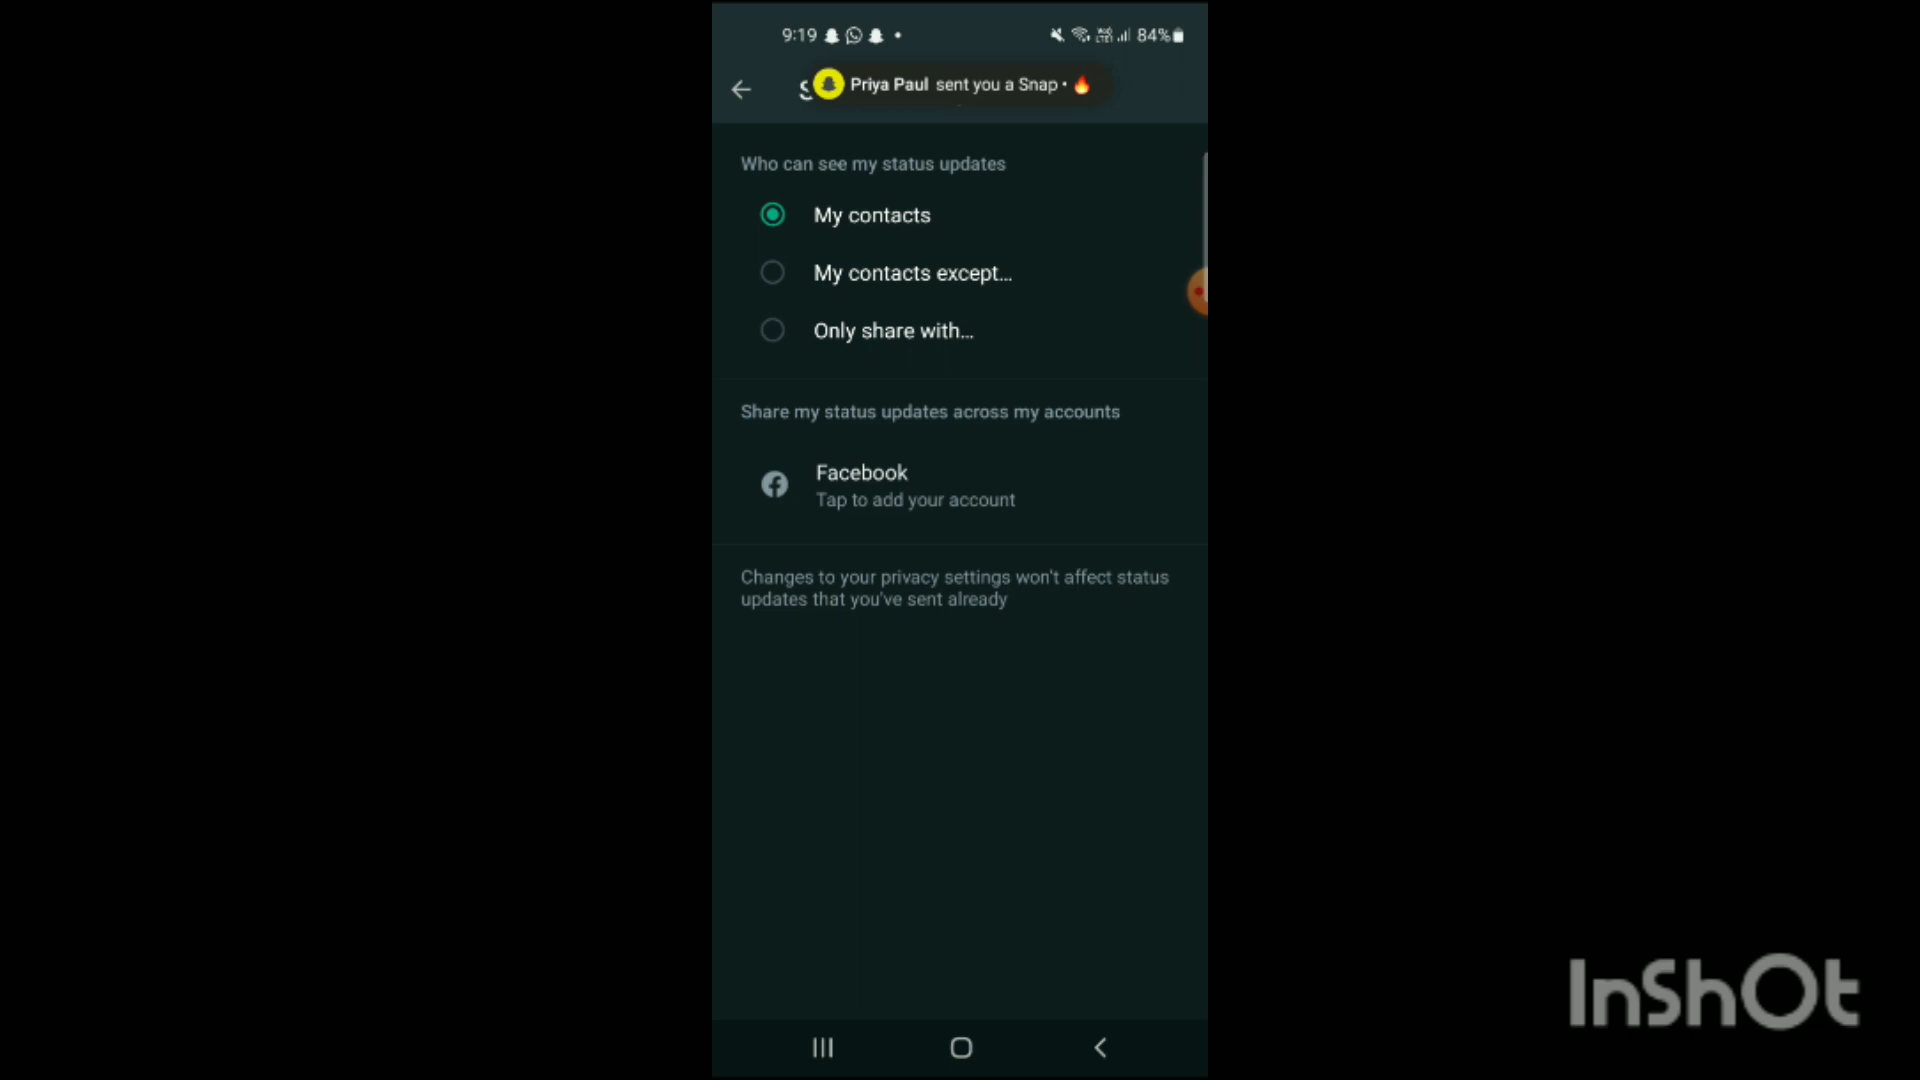 9:19 84%
Priya Paul sent you a Snap • 🔥
Who can see my status updates
My contacts
My contacts except...
Only share with...
Share my status updates across my accounts
Facebook
Tap to add your account
Changes to your privacy settings won't affect status
updates that you've sent already
InShOt